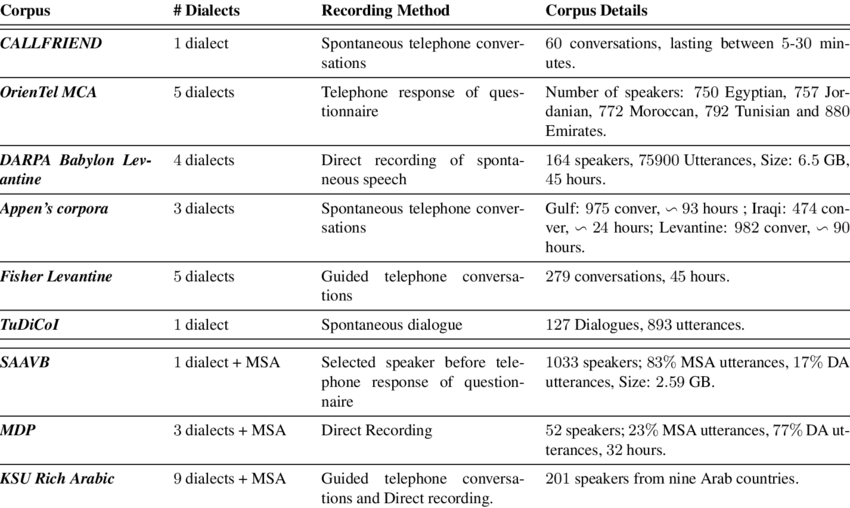 Corpus # Dialects Recording Method Corpus Details
CALLFRIEND 1 dialect Spontaneous telephone conver- 60 conversations, lasting between 5-30 min-
sations utes.
OrienTel MCA 5 dialects Telephone response of ques- Number of speakers: 750 Egyptian, 757 Jor-
tionnaire danian, 772 Moroccan, 792 Tunisian and 880
Emirates.
DARPA Babylon Lev- 4 dialects Direct recording of sponta- 164 speakers, 75900 Utterances, Size: 6.5 GB,
antine neous speech 45 hours.
Appen's corpora 3 dialects Spontaneous telephone conver- Gulf: 975 conver, ∽ 93 hours ; Iraqi: 474 con-
sations ver, ∽ 24 hours; Levantine: 982 conver, ∽ 90
hours.
Fisher Levantine 5 dialects Guided telephone conversa- 279 conversations, 45 hours.
tions
TuDiCoI 1 dialect Spontaneous dialogue 127 Dialogues, 893 utterances.
SAAVB 1 dialect + MSA Selected speaker before tele- 1033 speakers; 83% MSA utterances, 17% DA
phone response of question- utterances, Size: 2.59 GB.
naire
MDP 3 dialects + MSA Direct Recording 52 speakers; 23% MSA utterances, 77% DA ut-
terances, 32 hours.
KSU Rich Arabic 9 dialects + MSA Guided telephone conversa- 201 speakers from nine Arab countries.
tions and Direct recording.